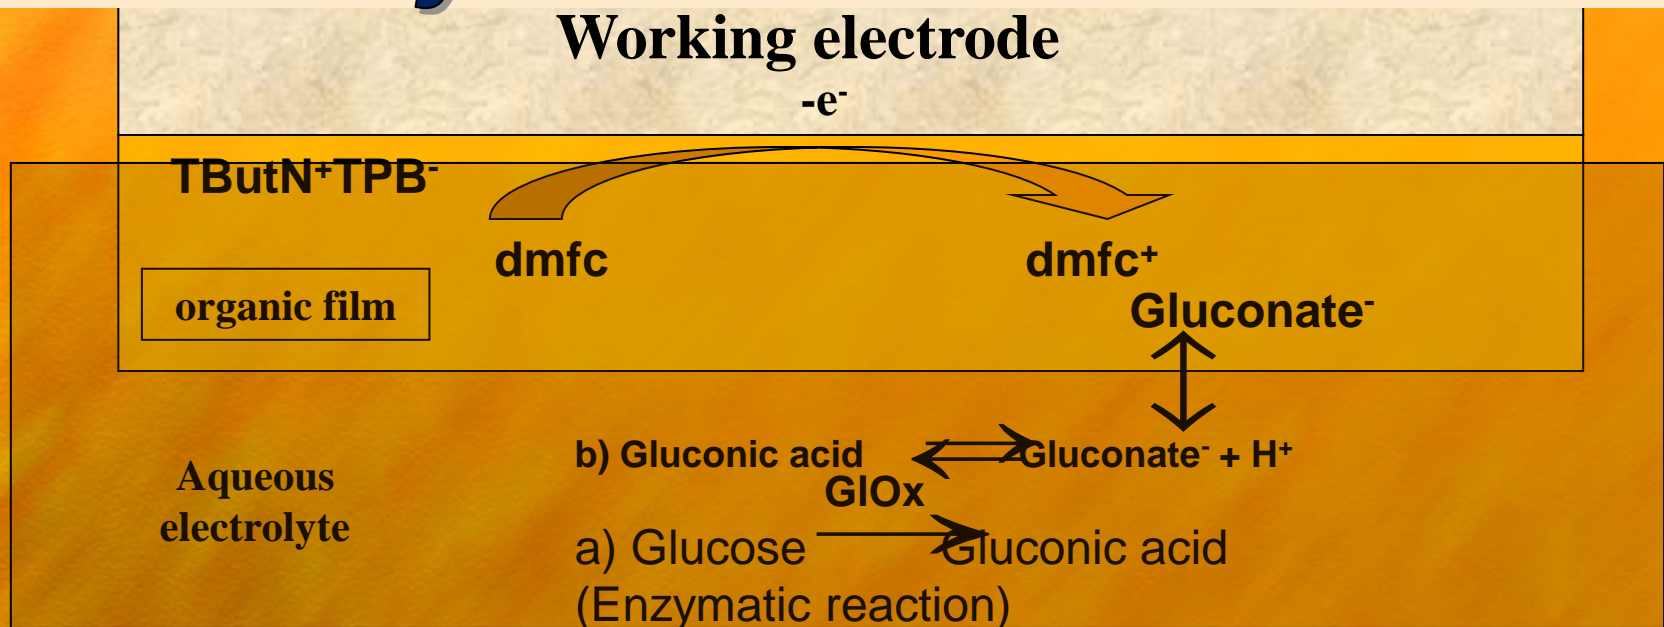 Working electrode
-e⁻
TButN⁺TPB⁻
dmfc dmfc⁺
organic film Gluconate⁻
b) Gluconic acid Gluconate⁻ + H⁺
GlOx
Aqueous
electrolyte
a) Glucose Gluconic acid
(Enzymatic reaction)